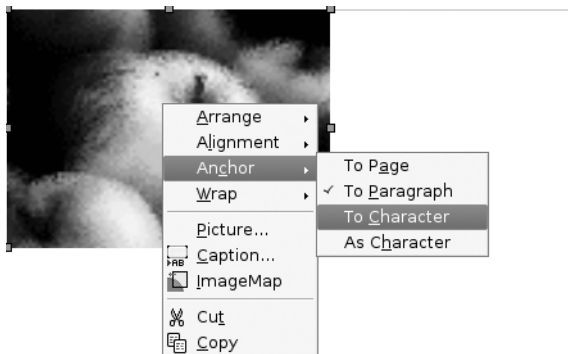 Arrange
Alignment
Anchor
Wrap
Picture...
Caption...
ImageMap
Cut
Copy
To Page
To Paragraph
To Character
As Character